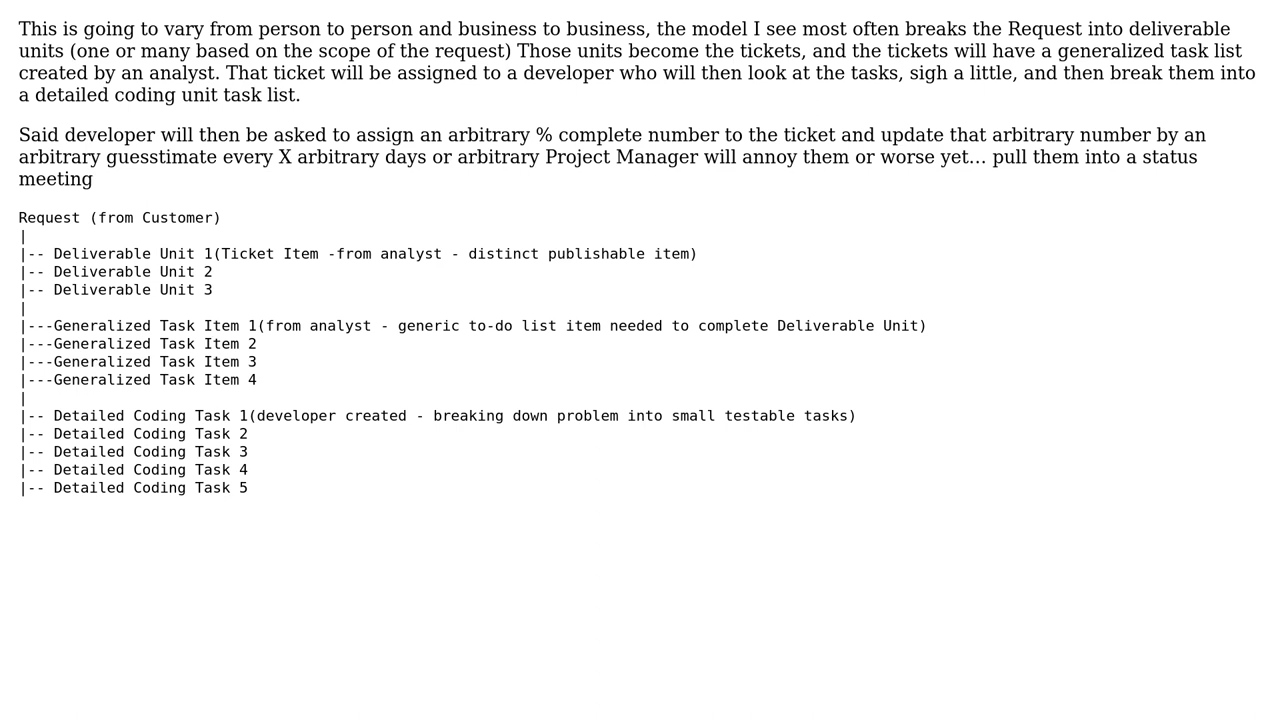 This is going to vary from person to person and business to business, the model I see most often breaks the Request into deliverable
units (one or many based on the scope of the request) Those units become the tickets, and the tickets will have a generalized task list
created by an analyst. That ticket will be assigned to a developer who will then look at the tasks, sigh a little, and then break them into
a detailed coding unit task list.

Said developer will then be asked to assign an arbitrary % complete number to the ticket and update that arbitrary number by an
arbitrary guesstimate every X arbitrary days or arbitrary Project Manager will annoy them or worse yet... pull them into a status
meeting

Request (from Customer)
|
|-- Deliverable Unit 1(Ticket Item -from analyst - distinct publishable item)
|-- Deliverable Unit 2
|-- Deliverable Unit 3
|
|---Generalized Task Item 1(from analyst - generic to-do list item needed to complete Deliverable Unit)
|---Generalized Task Item 2
|---Generalized Task Item 3
|---Generalized Task Item 4
|
|-- Detailed Coding Task 1(developer created - breaking down problem into small testable tasks)
|-- Detailed Coding Task 2
|-- Detailed Coding Task 3
|-- Detailed Coding Task 4
|-- Detailed Coding Task 5